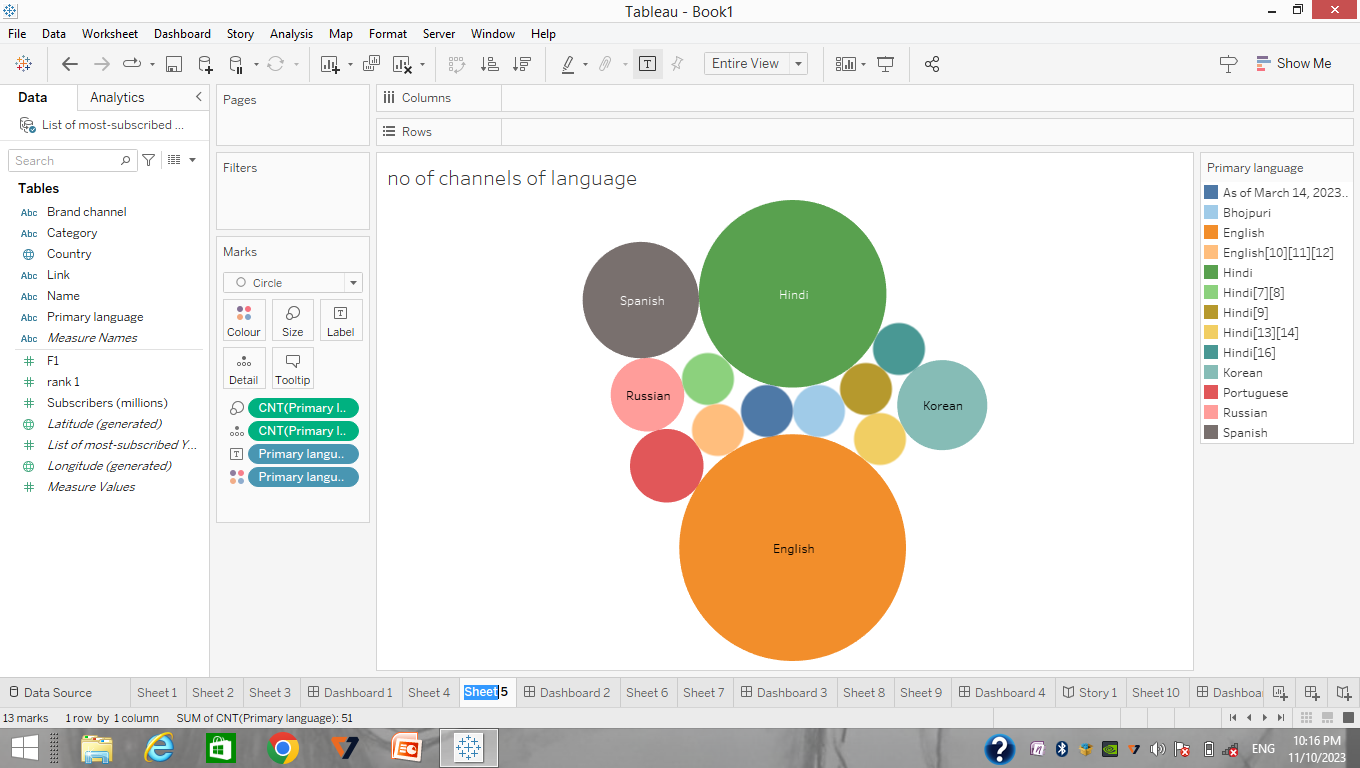 Tableau - Book1
File Data Worksheet Dashboard Story Analysis Map Format Server Window Help
Entire View
Show Me
Data Analytics
List of most-subscribed ...
Search
Tables
Abc Brand channel
Abc Category
Country
Abc Link
Abc Name
Abc Primary language
Abc Measure Names
# F1
# rank 1
# Subscribers (millions)
Latitude (generated)
# List of most-subscribed Y...
Longitude (generated)
# Measure Values
Pages
Filters
Marks
Circle
Colour Size Label
Detail Tooltip
CNT(Primary l..
CNT(Primary l..
Primary langu..
Primary langu..
Columns
Rows
no of channels of language
Hindi
Spanish
Russian
Korean
English
Primary language
As of March 14, 2023..
Bhojpuri
English
English[10][11][12]
Hindi
Hindi[7][8]
Hindi[9]
Hindi[13][14]
Hindi[16]
Korean
Portuguese
Russian
Spanish
Data Source Sheet 1 Sheet 2 Sheet 3 Dashboard 1 Sheet 4 Sheet 5 Dashboard 2 Sheet 6 Sheet 7 Dashboard 3 Sheet 8 Sheet 9 Dashboard 4 Story 1 Sheet 10 Dashboa
13 marks 1 row by 1 column SUM of CNT(Primary language): 51
ENG
10:16 PM
11/10/2023